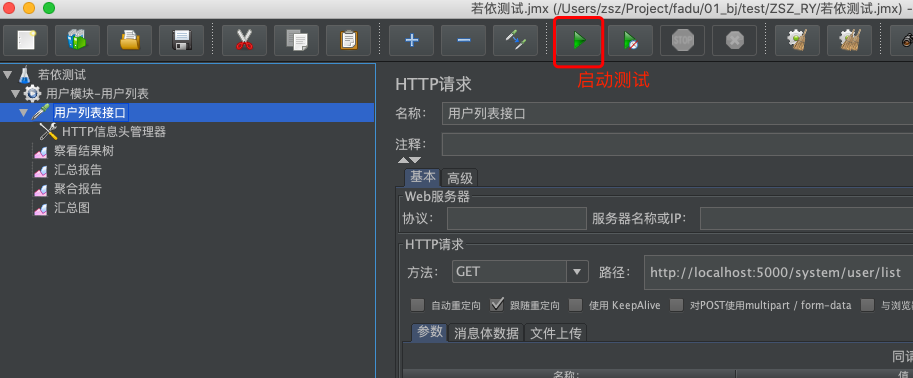 若依测试.jmx (/Users/zsz/Project/fadu/01_bj/test/ZSZ_RY/若依测试.jmx) –
STOP
启动测试
若依测试
用户模块-用户列表
用户列表接口
HTTP信息头管理器
察看结果树
汇总报告
聚合报告
汇总图
HTTP请求
名称： 用户列表接口
注释：
基本 高级
Web服务器
协议： 服务器名称或IP：
HTTP请求
方法： GET 路径： http://localhost:5000/system/user/list
自动重定向 跟随重定向 使用 KeepAlive 对POST使用multipart / form-data 与浏览
参数 消息体数据 文件上传
同请
名称: 值